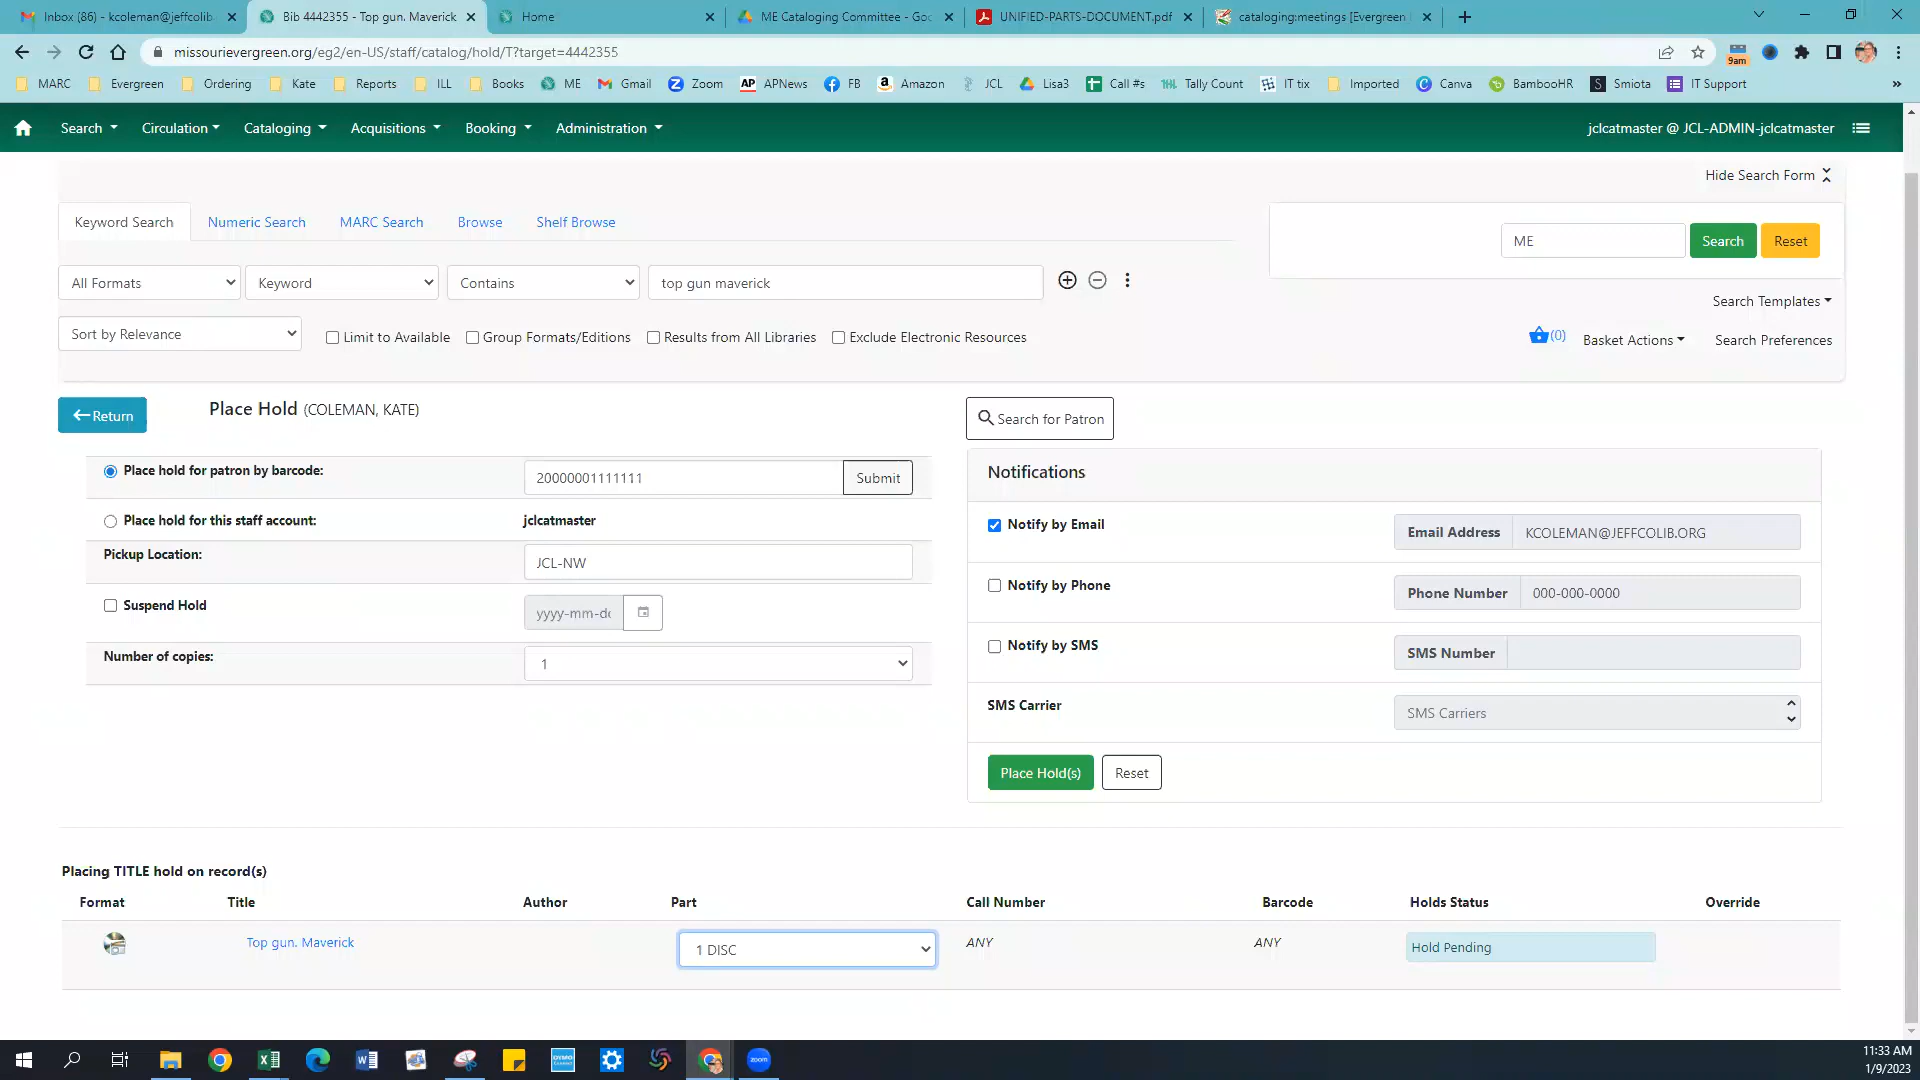 Inbox (86) - kcoleman@jeffcolib
Bib 4442355 - Top gun. Maverick
Home
ME Cataloging Committee - Goo
UNIFIED-PARTS-DOCUMENT.pdf
cataloging:meetings [Evergreen
missourievergreen.org/eg2/en-US/staff/catalog/hold/T?target=4442355
9am
MARC Evergreen Ordering Kate Reports ILL Books ME Gmail Zoom AP APNews FB Amazon JCL Lisa3 Call #s Tally Count IT tix Imported Canva BambooHR Smiota IT Support »
Search Circulation Cataloging Acquisitions Booking Administration jclcatmaster @ JCL-ADMIN-jclcatmaster
Hide Search Form
Keyword Search Numeric Search MARC Search Browse Shelf Browse
ME Search Reset
All Formats Keyword Contains top gun maverick
Search Templates
Sort by Relevance Limit to Available Group Formats/Editions Results from All Libraries Exclude Electronic Resources
(0) Basket Actions Search Preferences
Return Place Hold (COLEMAN, KATE) Search for Patron
Place hold for patron by barcode: 20000001111111 Submit
Place hold for this staff account: jclcatmaster
Pickup Location: JCL-NW
Suspend Hold yyyy-mm-dd
Number of copies: 1
Notifications
Notify by Email Email Address KCOLEMAN@JEFFCOLIB.ORG
Notify by Phone Phone Number 000-000-0000
Notify by SMS SMS Number
SMS Carrier SMS Carriers
Place Hold(s) Reset
Placing TITLE hold on record(s)
Format Title Author Part Call Number Barcode Holds Status Override
Top gun. Maverick 1 DISC ANY ANY Hold Pending
zoom
11:33 AM
1/9/2023